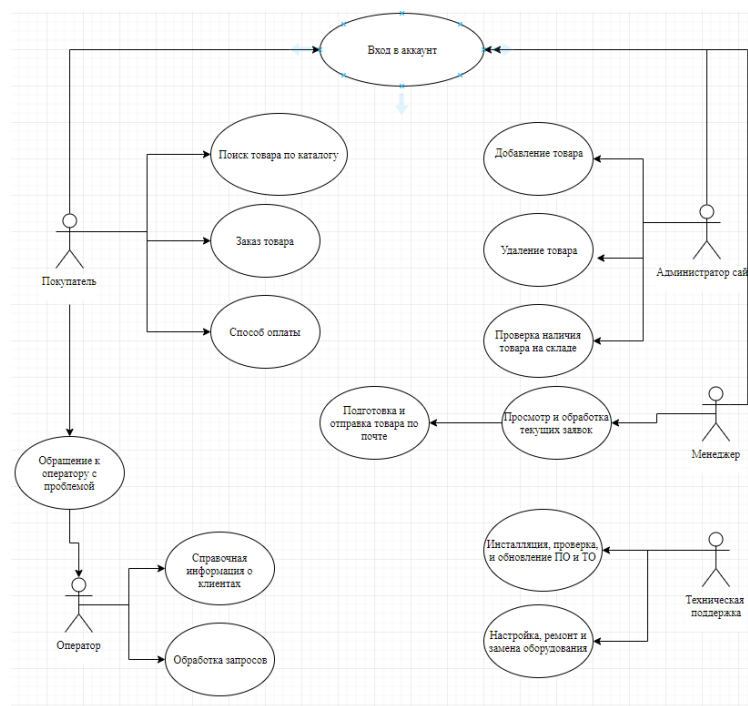 Вход в аккаунт
Поиск товара по каталогу
Добавление товара
Заказ товара
Удаление товара
Покупатель
Администратор сай
Способ оплаты
Проверка наличия
товара на складе
Подготовка и
отправка товара по
почте
Просмотр и обработка
текущих заявок
Менеджер
Обращение к
оператору с
проблемой
Справочная
информация о
клиентах
Инсталляция, проверка,
и обновление ПО и ТО
Техническая
поддержка
Оператор
Обработка запросов
Настройка, ремонт и
замена оборудования